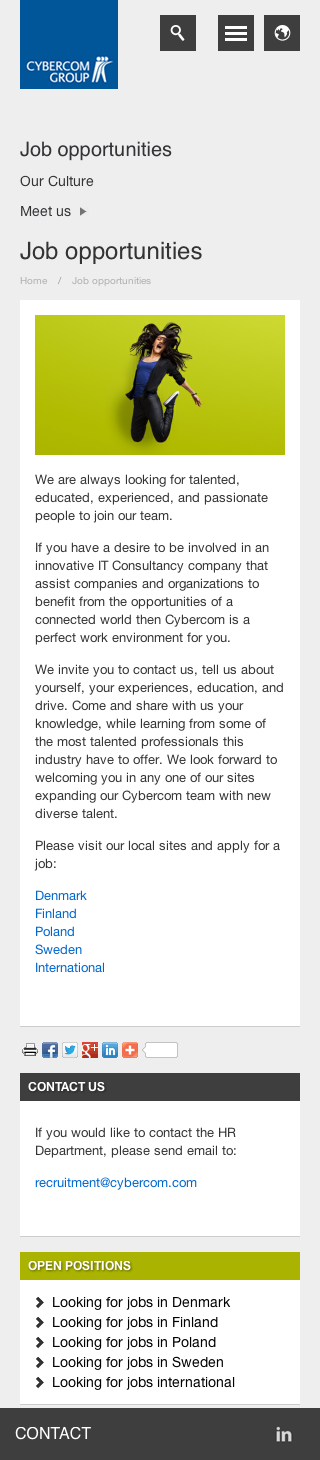 CYBERCOM
GROUP
Job opportunities
Our Culture
Meet us
Job opportunities
Home / Job opportunities
We are always looking for talented,
educated, experienced, and passionate
people to join our team.
If you have a desire to be involved in an
innovative IT Consultancy company that
assist companies and organizations to
benefit from the opportunities of a
connected world then Cybercom is a
perfect work environment for you.
We invite you to contact us, tell us about
yourself, your experiences, education, and
drive. Come and share with us your
knowledge, while learning from some of
the most talented professionals this
industry have to offer. We look forward to
welcoming you in any one of our sites
expanding our Cybercom team with new
diverse talent.
Please visit our local sites and apply for a
job:
Denmark
Finland
Poland
Sweden
International
CONTACT US
If you would like to contact the HR
Department, please send email to:
recruitment@cybercom.com
OPEN POSITIONS
Looking for jobs in Denmark
Looking for jobs in Finland
Looking for jobs in Poland
Looking for jobs in Sweden
Looking for jobs international
CONTACT